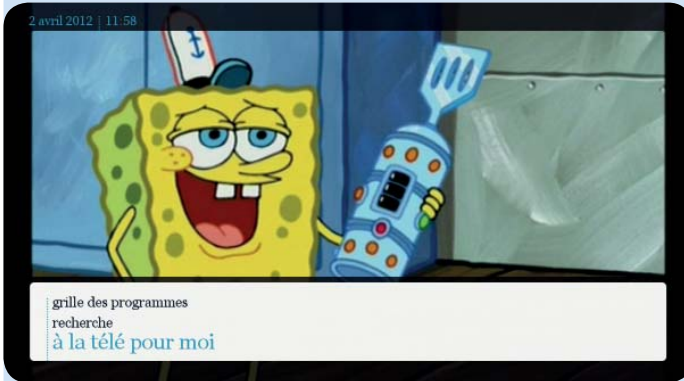 2 avril 2012 | 11:58
grille des programmes
recherche
à la télé pour moi